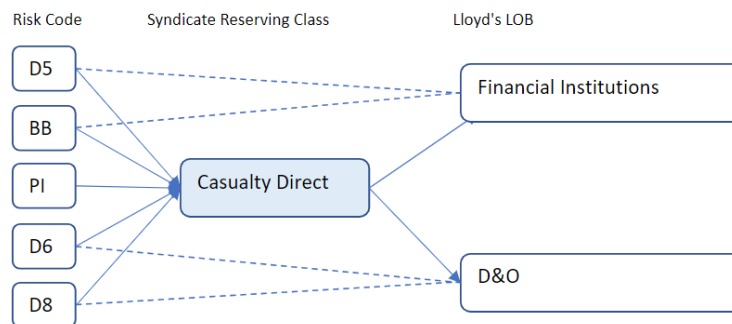 Risk Code Syndicate Reserving Class Lloyd's LOB
D5
Financial Institutions
BB
PI
Casualty Direct
D6
D&O
D8